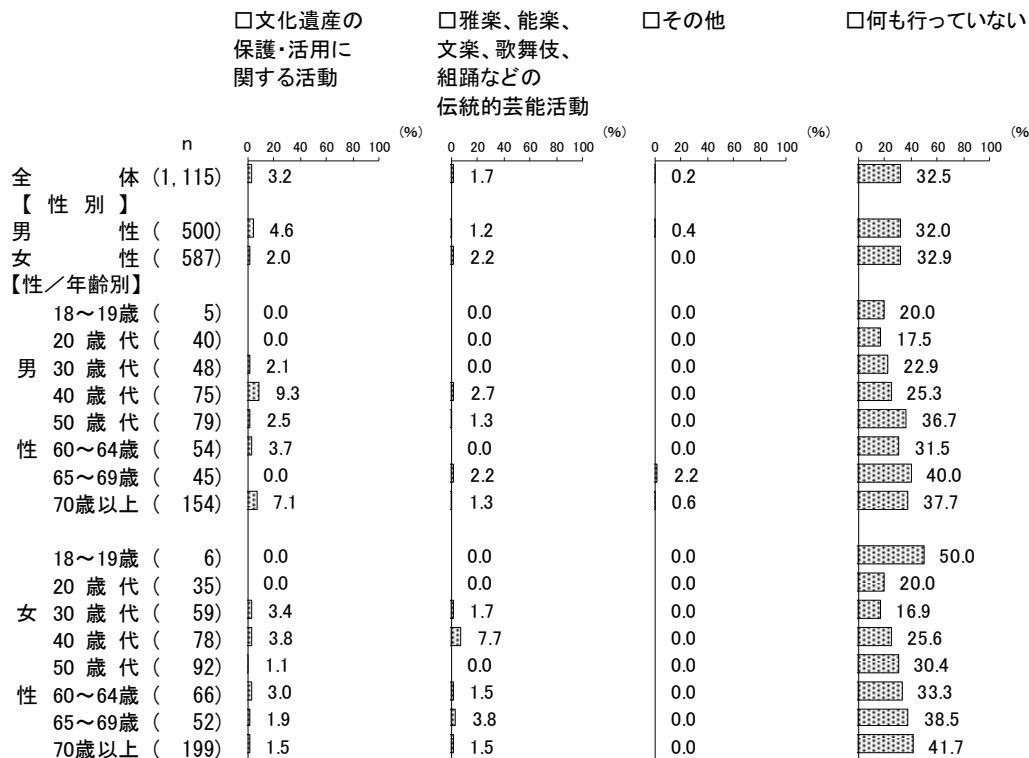 □文化遺産の
保護・活用に
関する活動
□雅楽、能楽、
文楽、歌舞伎、
組踊などの
伝統的芸能活動
□その他
□何も行っていない
n
(%) (%) (%) (%
0 20 40 60 80 100 0 20 40 60 80 100 0 20 40 60 80 100 0 20 40 60 80 100
全体 (1,115) 3.2 1.7 0.2 32.5
【性別】
男性 ( 500) 4.6 1.2 0.4 32.0
女性 ( 587) 2.0 2.2 0.0 32.9
【性／年齢別】
18～19歳 ( 5) 0.0 0.0 0.0 20.0
20歳代 ( 40) 0.0 0.0 0.0 17.5
男 30歳代 ( 48) 2.1 0.0 0.0 22.9
40歳代 ( 75) 9.3 2.7 0.0 25.3
50歳代 ( 79) 2.5 1.3 0.0 36.7
性 60～64歳 ( 54) 3.7 0.0 0.0 31.5
65～69歳 ( 45) 0.0 2.2 2.2 40.0
70歳以上 ( 154) 7.1 1.3 0.6 37.7
18～19歳 ( 6) 0.0 0.0 0.0 50.0
20歳代 ( 35) 0.0 0.0 0.0 20.0
女 30歳代 ( 59) 3.4 1.7 0.0 16.9
40歳代 ( 78) 3.8 7.7 0.0 25.6
50歳代 ( 92) 1.1 0.0 0.0 30.4
性 60～64歳 ( 66) 3.0 1.5 0.0 33.3
65～69歳 ( 52) 1.9 3.8 0.0 38.5
70歳以上 ( 199) 1.5 1.5 0.0 41.7